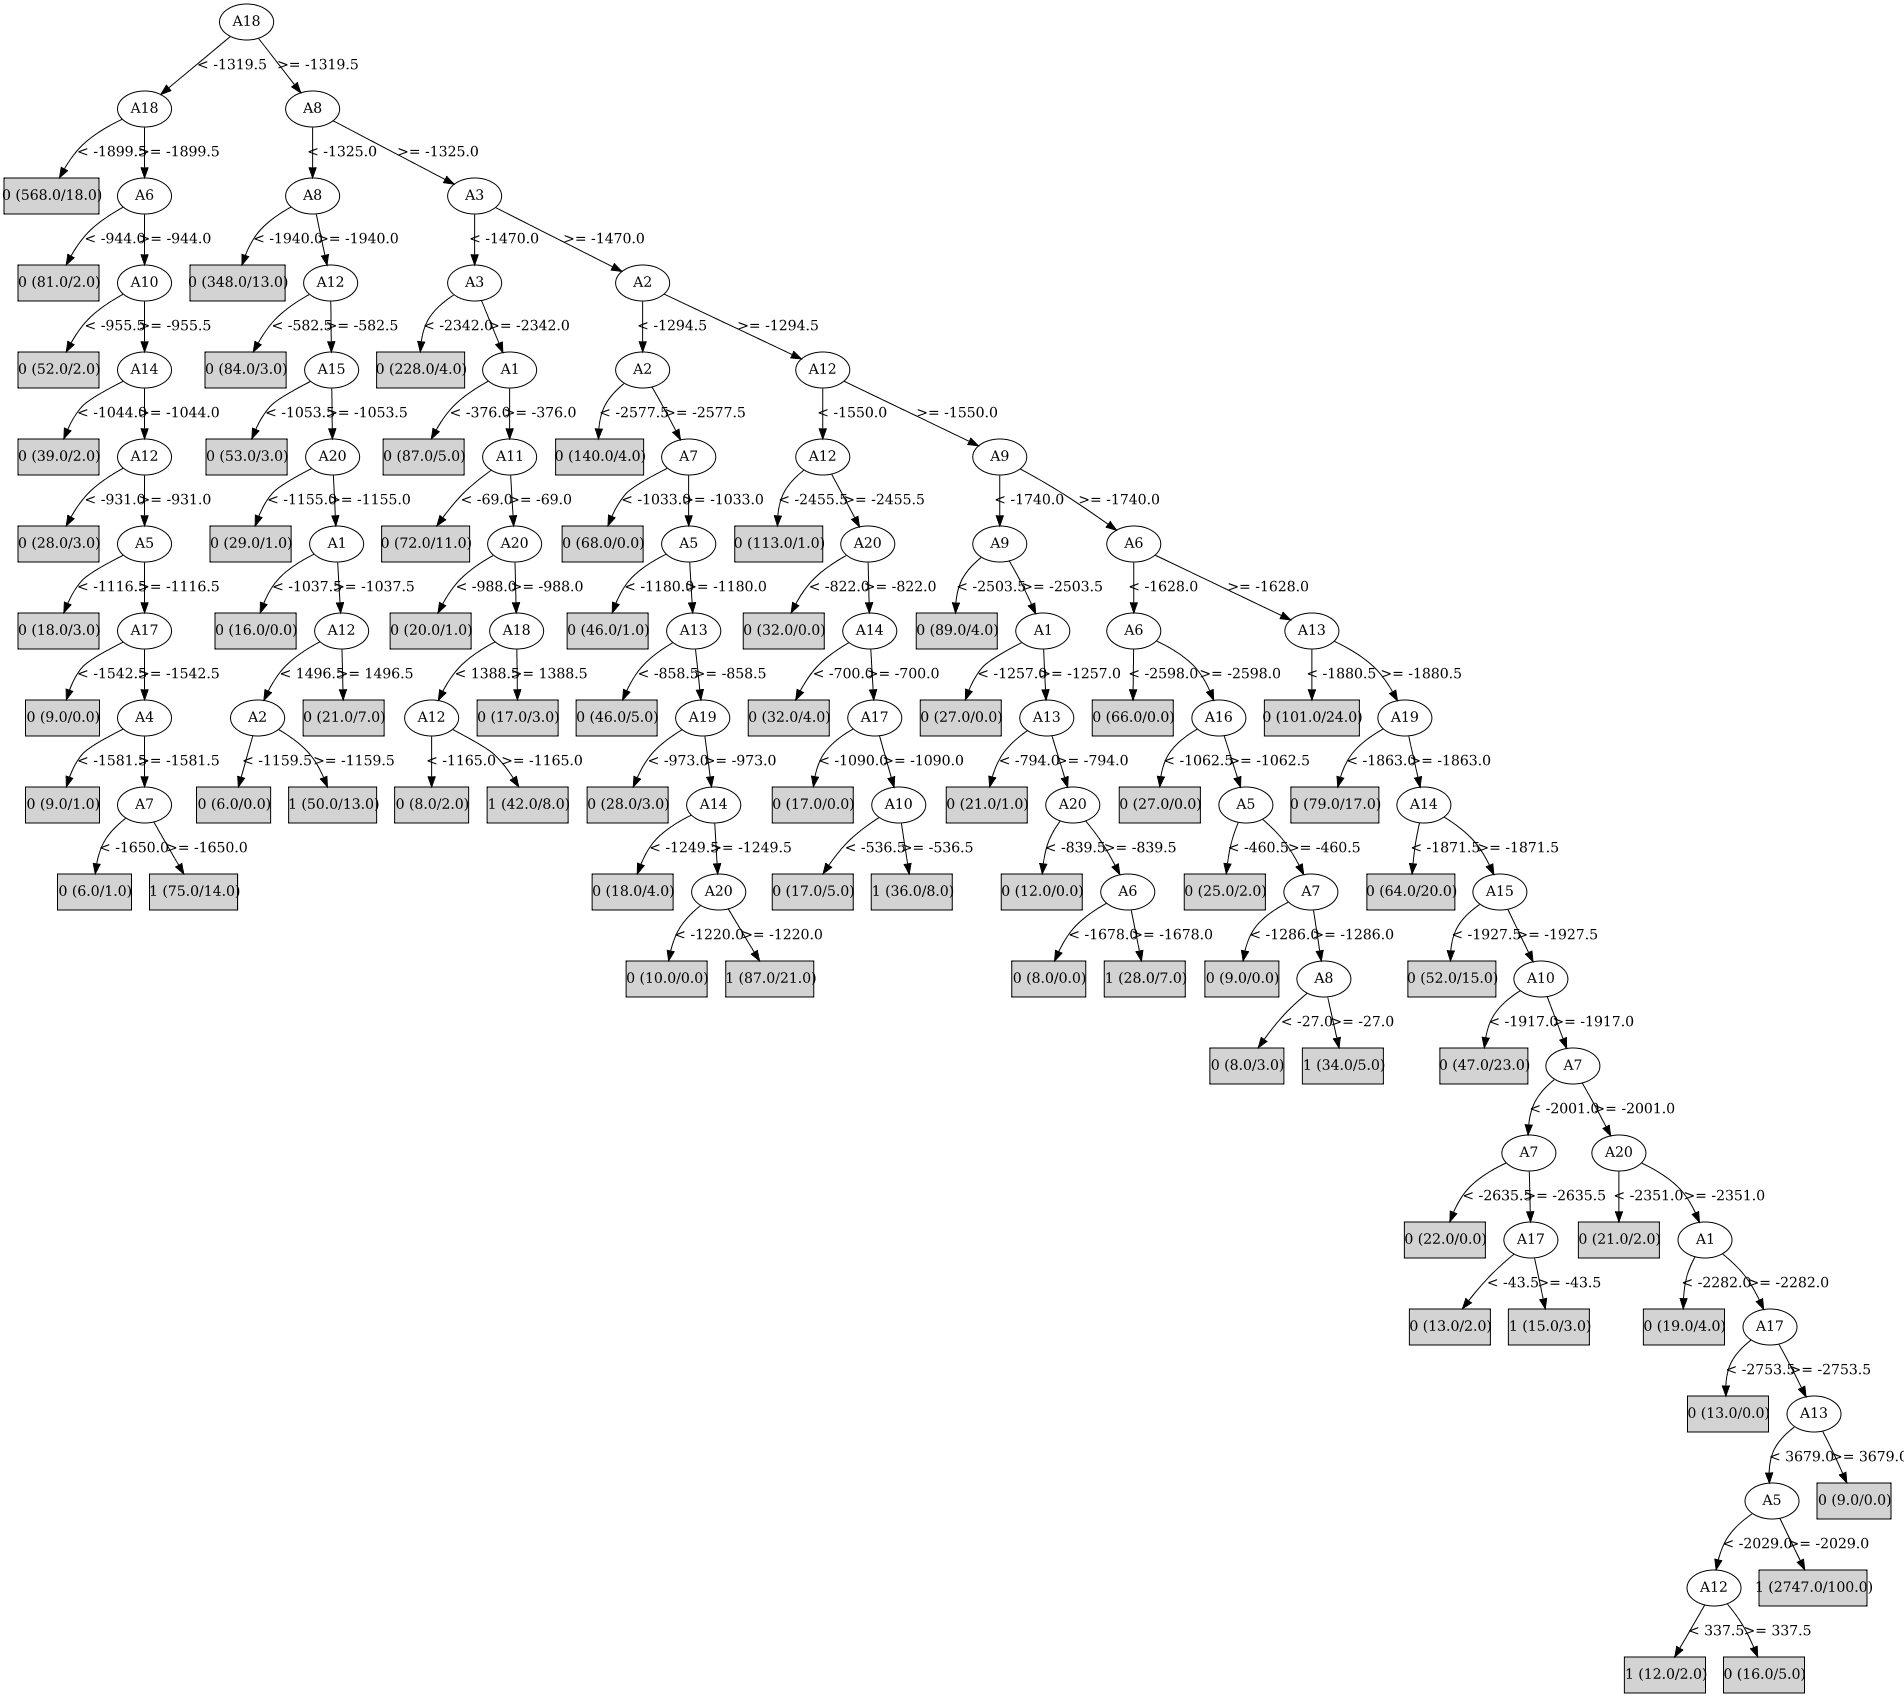 A18
< -1319.5 >= -1319.5
A18 A8
< -1899.5 >= -1899.5 < -1325.0 >= -1325.0
0 (568.0/18.0) A6 A8 A3
< -944.0 >= -944.0 < -1940.0 >= -1940.0 < -1470.0 >= -1470.0
0 (81.0/2.0) A10 0 (348.0/13.0) A12 A3 A2
< -955.5 >= -955.5 < -582.5 >= -582.5 < -2342.0 >= -2342.0 < -1294.5 >= -1294.5
0 (52.0/2.0) A14 0 (84.0/3.0) A15 0 (228.0/4.0) A1 A2 A12
< -1044.0 >= -1044.0 < -1053.5 >= -1053.5 < -376.0 >= -376.0 < -2577.5 >= -2577.5 < -1550.0 >= -1550.0
0 (39.0/2.0) A12 0 (53.0/3.0) A20 0 (87.0/5.0) A11 0 (140.0/4.0) A7 A12 A9
< -931.0 >= -931.0 < -1155.0 >= -1155.0 < -69.0 >= -69.0 < -1033.0 >= -1033.0 < -2455.5 >= -2455.5 < -1740.0 >= -1740.0
0 (28.0/3.0) A5 0 (29.0/1.0) A1 0 (72.0/11.0) A20 0 (68.0/0.0) A5 0 (113.0/1.0) A20 A9 A6
< -1116.5 >= -1116.5 < -1037.5 >= -1037.5 < -988.0 >= -988.0 < -1180.0 >= -1180.0 < -822.0 >= -822.0 < -2503.5 >= -2503.5 < -1628.0 >= -1628.0
0 (18.0/3.0) A17 0 (16.0/0.0) A12 0 (20.0/1.0) A18 0 (46.0/1.0) A13 0 (32.0/0.0) A14 0 (89.0/4.0) A1 A6 A13
< -1542.5 >= -1542.5 < 1496.5 >= 1496.5 < 1388.5 >= 1388.5 < -858.5 >= -858.5 < -700.0 >= -700.0 < -1257.0 >= -1257.0 < -2598.0 >= -2598.0 < -1880.5 >= -1880.5
0 (9.0/0.0) A4 A2 0 (21.0/7.0) A12 0 (17.0/3.0) 0 (46.0/5.0) A19 0 (32.0/4.0) A17 0 (27.0/0.0) A13 0 (66.0/0.0) A16 0 (101.0/24.0) A19
< -1581.5 >= -1581.5 < -1159.5 >= -1159.5 < -1165.0 >= -1165.0 < -973.0 >= -973.0 < -1090.0 >= -1090.0 < -794.0 >= -794.0 < -1062.5 >= -1062.5 < -1863.0 >= -1863.0
0 (9.0/1.0) A7 0 (6.0/0.0) 1 (50.0/13.0) 0 (8.0/2.0) 1 (42.0/8.0) 0 (28.0/3.0) A14 0 (17.0/0.0) A10 0 (21.0/1.0) A20 0 (27.0/0.0) A5 0 (79.0/17.0) A14
< -1650.0 >= -1650.0 < -1249.5 >= -1249.5 < -536.5 >= -536.5 < -839.5 >= -839.5 < -460.5 >= -460.5 < -1871.5 >= -1871.5
0 (6.0/1.0) 1 (75.0/14.0) 0 (18.0/4.0) A20 0 (17.0/5.0) 1 (36.0/8.0) 0 (12.0/0.0) A6 0 (25.0/2.0) A7 0 (64.0/20.0) A15
< -1220.0 >= -1220.0 < -1678.0 >= -1678.0 < -1286.0 >= -1286.0 < -1927.5 >= -1927.5
0 (10.0/0.0) 1 (87.0/21.0) 0 (8.0/0.0) 1 (28.0/7.0) 0 (9.0/0.0) A8 0 (52.0/15.0) A10
< -27.0 >= -27.0 < -1917.0 >= -1917.0
0 (8.0/3.0) 1 (34.0/5.0) 0 (47.0/23.0) A7
< -2001.0 >= -2001.0
A7 A20
< -2635.5 >= -2635.5 < -2351.0 >= -2351.0
0 (22.0/0.0) A17 0 (21.0/2.0) A1
< -43.5 >= -43.5 < -2282.0 >= -2282.0
0 (13.0/2.0) 1 (15.0/3.0) 0 (19.0/4.0) A17
< -2753.5 >= -2753.5
0 (13.0/0.0) A13
< 3679.0 >= 3679.0
A5 0 (9.0/0.0)
< -2029.0 >= -2029.0
A12 1 (2747.0/100.0)
< 337.5 >= 337.5
1 (12.0/2.0) 0 (16.0/5.0)